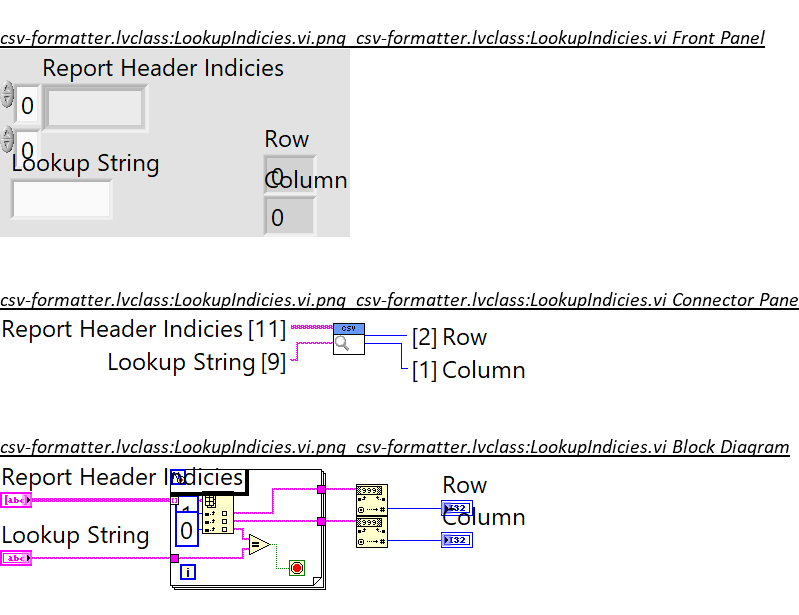 csv-formatter.lvclass:LookupIndicies.vi.png csv-formatter.lvclass:LookupIndicies.vi Front Panel
Report Header Indicies
0
0
Lookup String
Row
0
Column
0
csv-formatter.lvclass:LookupIndicies.vi.png csv-formatter.lvclass:LookupIndicies.vi Connector Pane
Report Header Indicies [11]
csv
[2] Row
Lookup String [9]
[1] Column
csv-formatter.lvclass:LookupIndicies.vi.png csv-formatter.lvclass:LookupIndicies.vi Block Diagram
Report Header Indicies
Row
abc
I32
0
Column
Lookup String
=
I32
abc
i